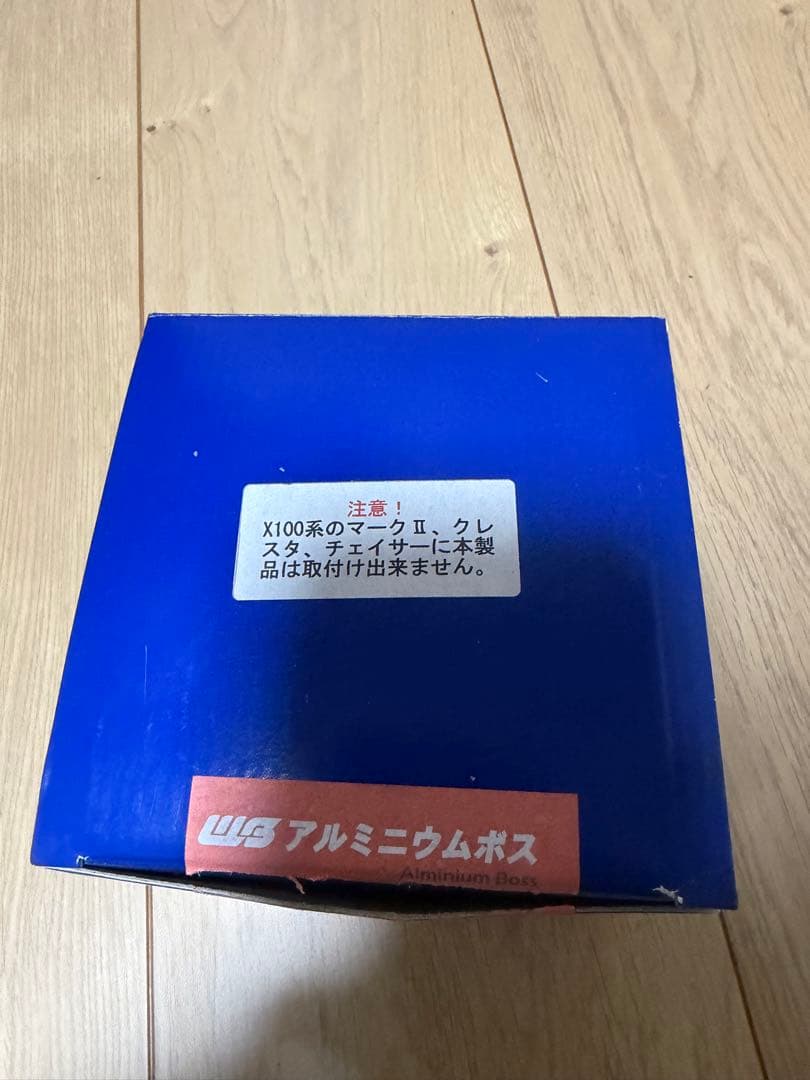 注意!
X100系のマークⅡ、クレ
スタ、チェイサーに本製
品は取付け出来ません。
WB アルミニウムボス
Alminium Boss